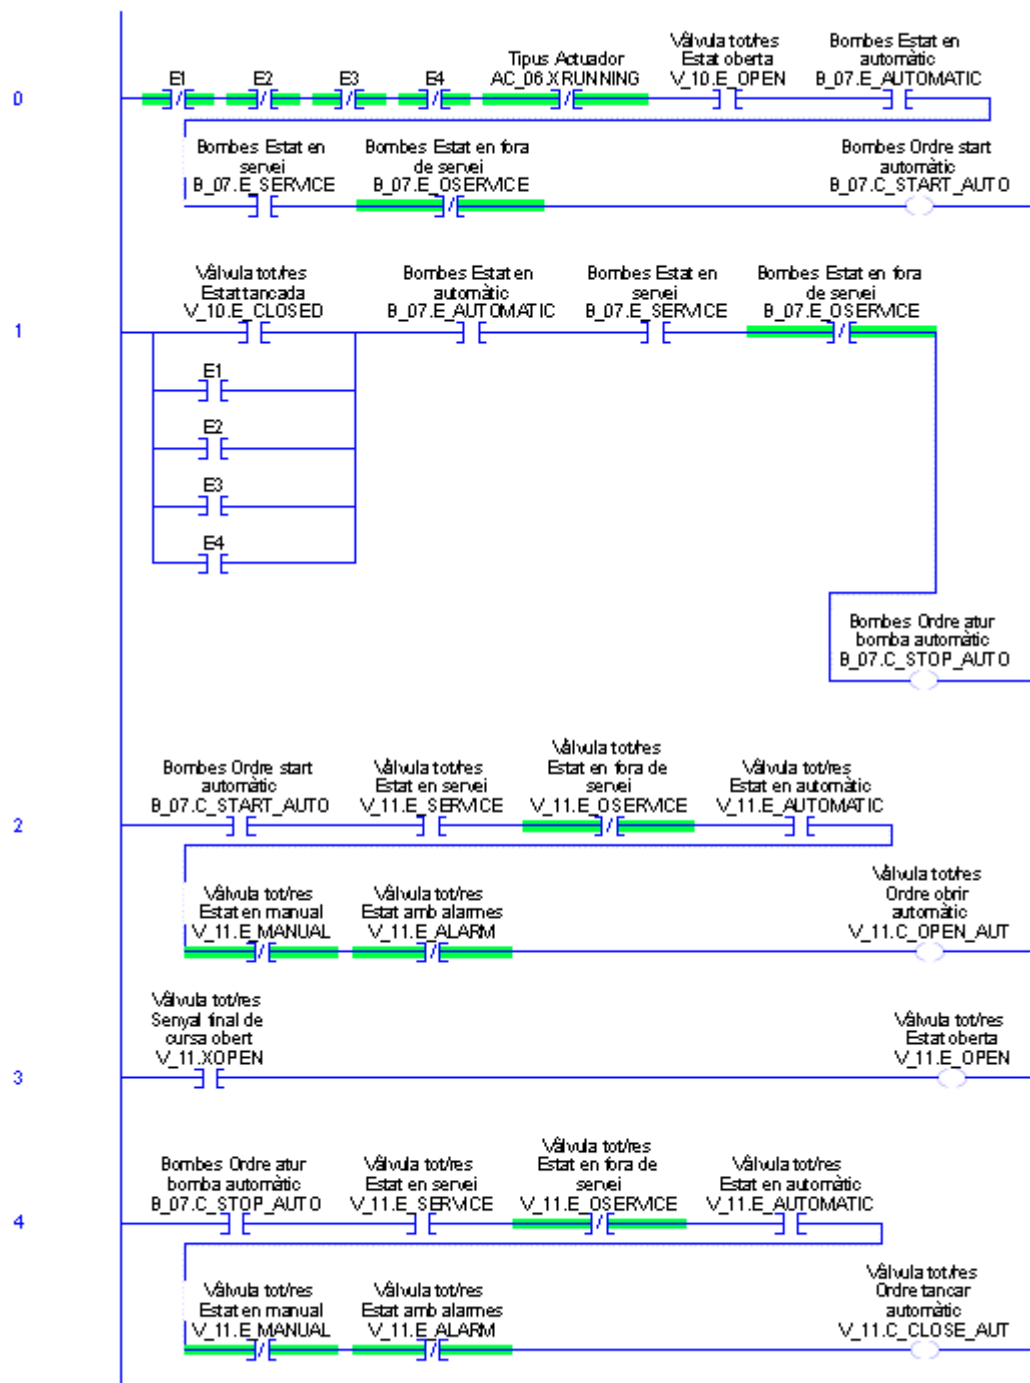 0
E1
E2
E3
E4
Tipus Actuador
AC_06.XRUNNING
Vàlvula tot/res
Estat oberta
V_10.E_OPEN
Bombes Estat en
automàtic
B_07.E_AUTOMATIC
Bombes Estat en
servei
B_07.E_SERVICE
Bombes Estat en fora
de servei
B_07.E_OSERVICE
Bombes Ordre start
automàtic
B_07.C_START_AUTO
1
Vàlvula tot/res
Estat tancada
V_10.E_CLOSED
Bombes Estat en
automàtic
B_07.E_AUTOMATIC
Bombes Estat en
servei
B_07.E_SERVICE
Bombes Estat en fora
de servei
B_07.E_OSERVICE
E1
E2
E3
E4
Bombes Ordre atur
bomba automàtic
B_07.C_STOP_AUTO
2
Bombes Ordre start
automàtic
B_07.C_START_AUTO
Vàlvula tot/res
Estat en servei
V_11.E_SERVICE
Vàlvula tot/res
Estat en fora de
servei
V_11.E_OSERVICE
Vàlvula tot/res
Estat en automàtic
V_11.E_AUTOMATIC
Vàlvula tot/res
Estat en manual
V_11.E_MANUAL
Vàlvula tot/res
Estat amb alarmes
V_11.E_ALARM
Vàlvula tot/res
Ordre obrir
automàtic
V_11.C_OPEN_AUT
3
Vàlvula tot/res
Senyal final de
cursa obert
V_11.XOPEN
Vàlvula tot/res
Estat oberta
V_11.E_OPEN
4
Bombes Ordre atur
bomba automàtic
B_07.C_STOP_AUTO
Vàlvula tot/res
Estat en servei
V_11.E_SERVICE
Vàlvula tot/res
Estat en fora de
servei
V_11.E_OSERVICE
Vàlvula tot/res
Estat en automàtic
V_11.E_AUTOMATIC
Vàlvula tot/res
Estat en manual
V_11.E_MANUAL
Vàlvula tot/res
Estat amb alarmes
V_11.E_ALARM
Vàlvula tot/res
Ordre tancar
automàtic
V_11.C_CLOSE_AUT